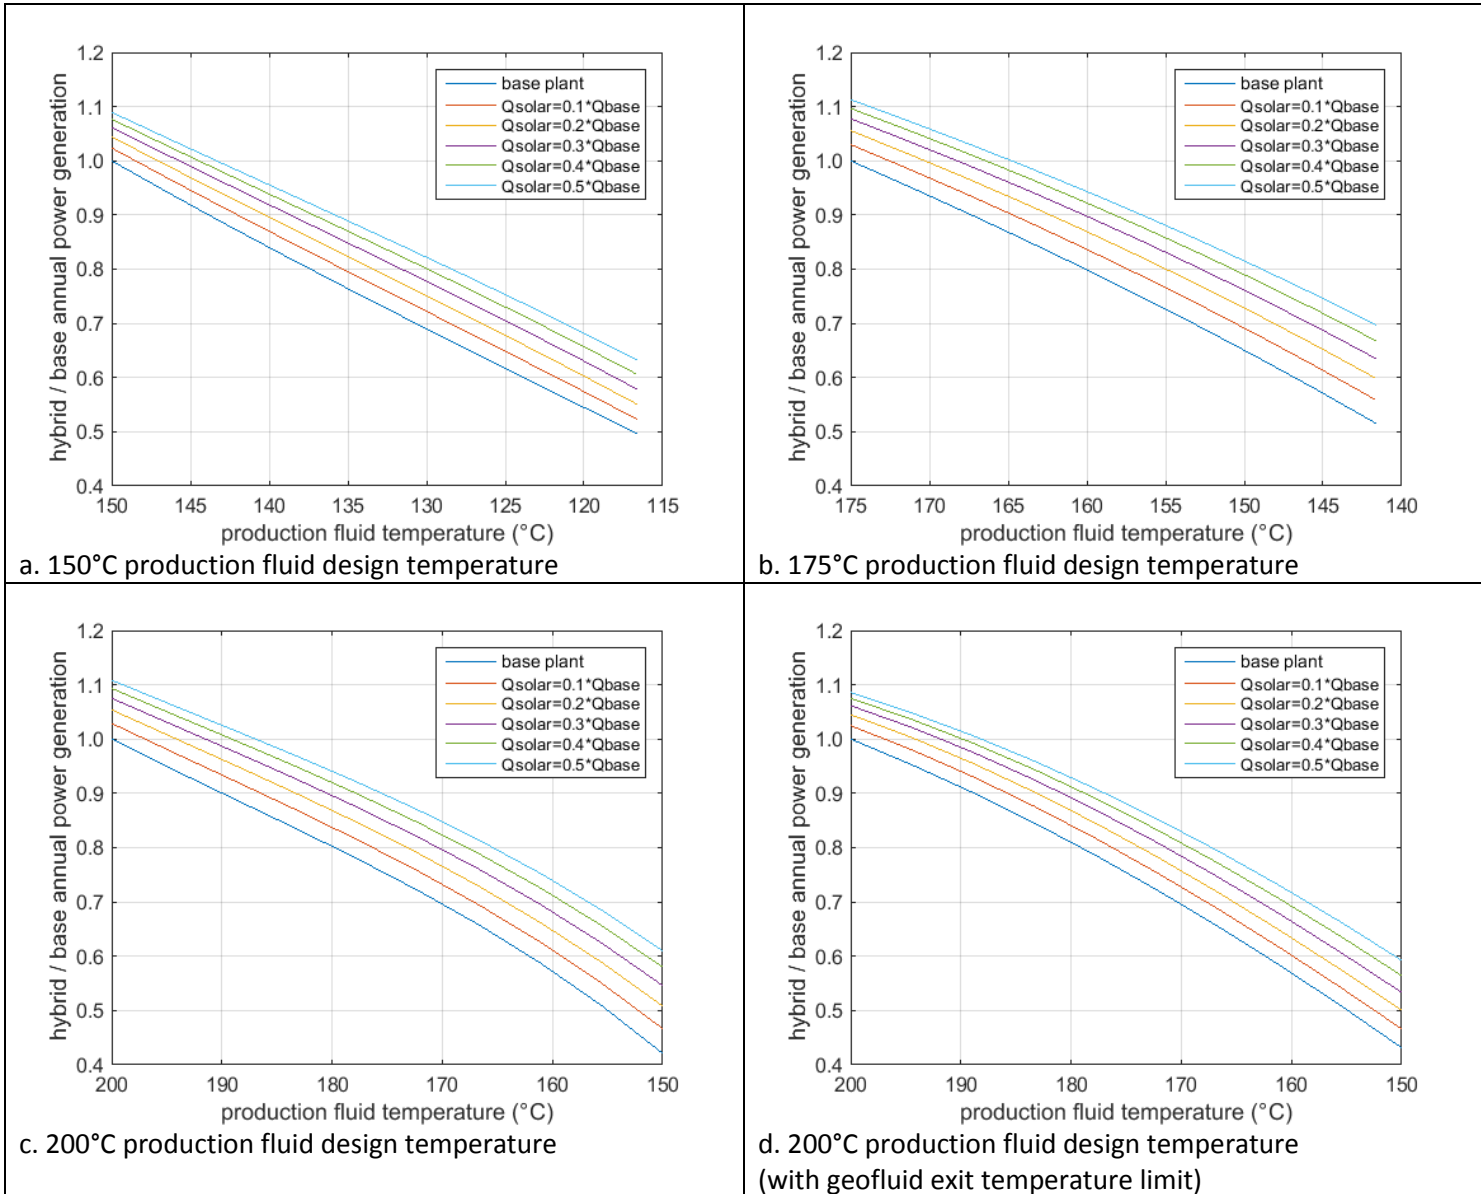 hybrid / base annual power generation
1.2
1.1
1.0
0.9
0.8
0.7
0.6
0.5
0.4
base plant
Qsolar=0.1*Qbase
Qsolar=0.2*Qbase
Qsolar=0.3*Qbase
Qsolar=0.4*Qbase
Qsolar=0.5*Qbase
150 145 140 135 130 125 120 115
production fluid temperature (°C)
a. 150°C production fluid design temperature
hybrid / base annual power generation
1.2
1.1
1.0
0.9
0.8
0.7
0.6
0.5
0.4
base plant
Qsolar=0.1*Qbase
Qsolar=0.2*Qbase
Qsolar=0.3*Qbase
Qsolar=0.4*Qbase
Qsolar=0.5*Qbase
175 170 165 160 155 150 145 140
production fluid temperature (°C)
b. 175°C production fluid design temperature
hybrid / base annual power generation
1.2
1.1
1.0
0.9
0.8
0.7
0.6
0.5
0.4
base plant
Qsolar=0.1*Qbase
Qsolar=0.2*Qbase
Qsolar=0.3*Qbase
Qsolar=0.4*Qbase
Qsolar=0.5*Qbase
200 190 180 170 160 150
production fluid temperature (°C)
c. 200°C production fluid design temperature
hybrid / base annual power generation
1.2
1.1
1.0
0.9
0.8
0.7
0.6
0.5
0.4
base plant
Qsolar=0.1*Qbase
Qsolar=0.2*Qbase
Qsolar=0.3*Qbase
Qsolar=0.4*Qbase
Qsolar=0.5*Qbase
200 190 180 170 160 150
production fluid temperature (°C)
d. 200°C production fluid design temperature
(with geofluid exit temperature limit)